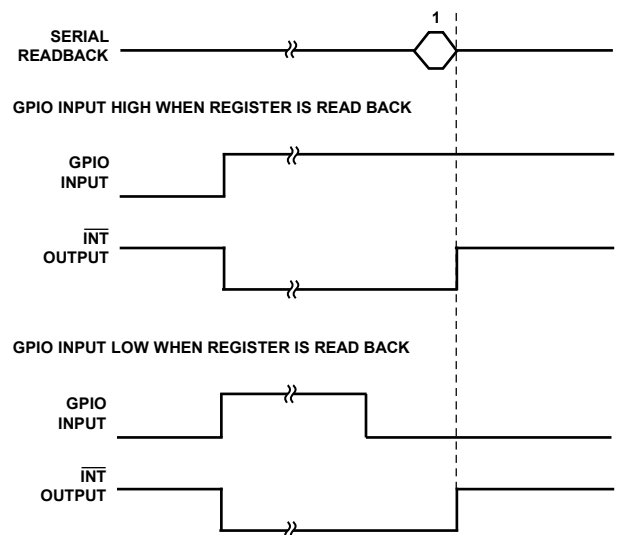 1
SERIAL
READBACK
GPIO INPUT HIGH WHEN REGISTER IS READ BACK
GPIO
INPUT
INT
OUTPUT
GPIO INPUT LOW WHEN REGISTER IS READ BACK
GPIO
INPUT
INT
OUTPUT